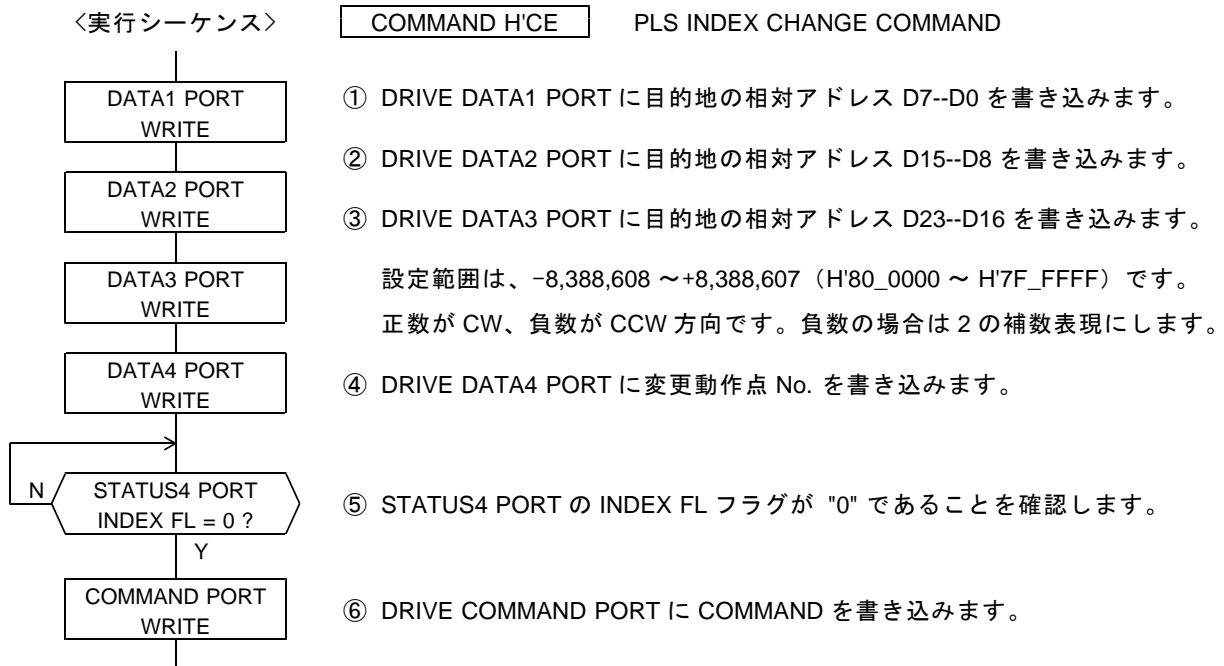 〈実行シーケンス〉 COMMAND H'CE PLS INDEX CHANGE COMMAND
DATA1 PORT
WRITE
① DRIVE DATA1 PORT に目的地の相対アドレス D7--D0 を書き込みます。
② DRIVE DATA2 PORT に目的地の相対アドレス D15--D8 を書き込みます。
DATA2 PORT
WRITE
③ DRIVE DATA3 PORT に目的地の相対アドレス D23--D16 を書き込みます。
DATA3 PORT
WRITE
設定範囲は、−8,388,608 ～+8,388,607（H'80_0000 ～ H'7F_FFFF）です。
正数が CW、負数が CCW 方向です。負数の場合は 2 の補数表現にします。
DATA4 PORT
WRITE
④ DRIVE DATA4 PORT に変更動作点 No. を書き込みます。
N
STATUS4 PORT
INDEX FL = 0 ?
⑤ STATUS4 PORT の INDEX FL フラグが "0" であることを確認します。
Y
COMMAND PORT
WRITE
⑥ DRIVE COMMAND PORT に COMMAND を書き込みます。